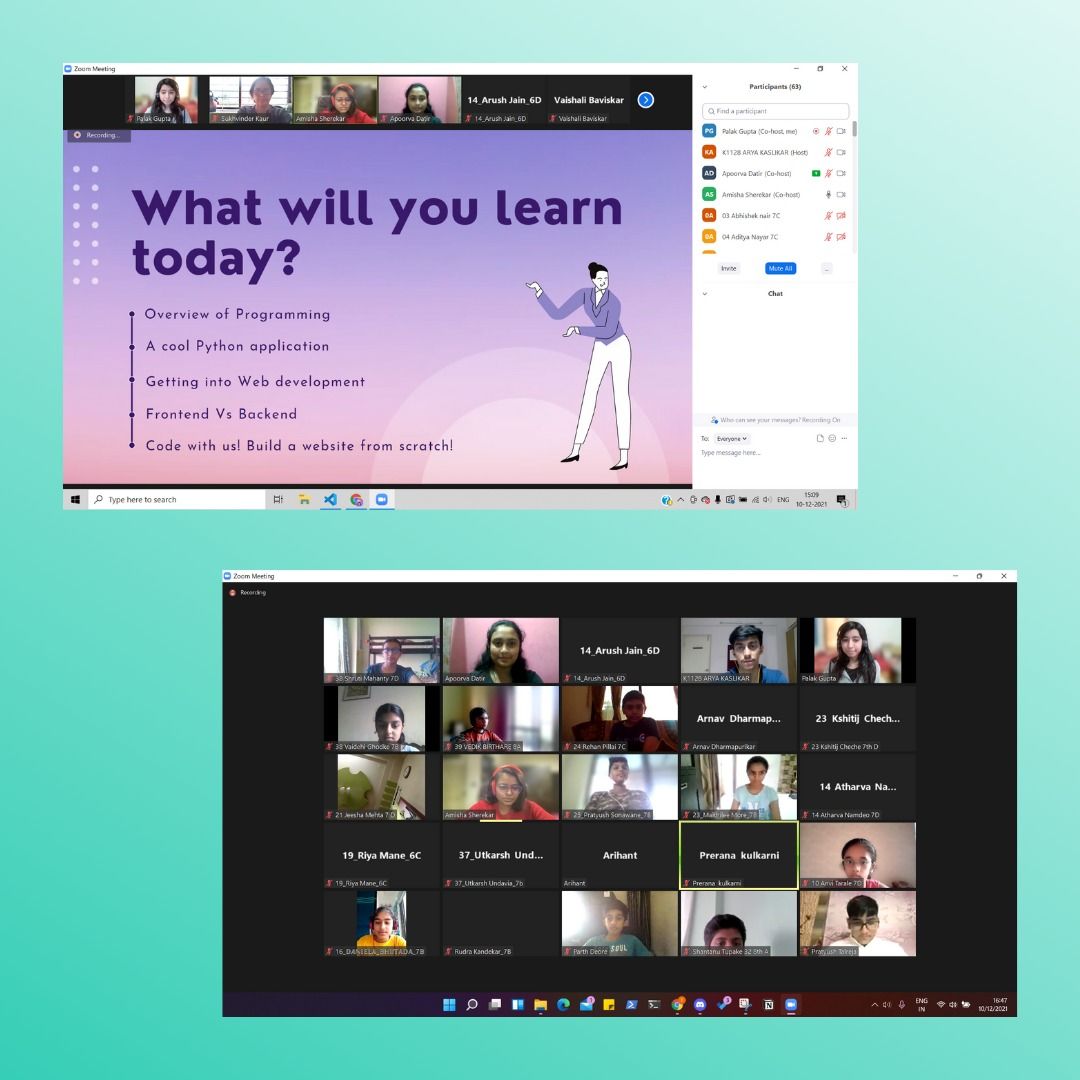 Zoom Meeting
14_Arush Jain_6D
Vaishali Baviskar
Palak Gupta
Sukhvinder Kaur
Amisha Sherekar
Apoorva Datir
14_Arush Jain_6D
Vaishali Baviskar
Recording...
What will you learn
today?
Overview of Programming
A cool Python application
Getting into Web development
Frontend Vs Backend
Code with us! Build a website from scratch!
Participants (63)
Find a participant
PG Palak Gupta (Co-host, me)
KA K1128 ARYA KASLIKAR (Host)
AD Apoorva Datir (Co-host)
AS Amisha Sherekar (Co-host)
0A 03 Abhishek nair 7C
0A 04 Aditya Nayar 7C
Invite
Mute All
...
Chat
Who can see your messages? Recording On
To: Everyone
Type message here...
Type here to search
ENG
15:09
10-12-2021
Zoom Meeting
Recording
14_Arush Jain_6D
33 Shruti Mahanty 7D
Apoorva Datir
14_Arush Jain_6D
K1128 ARYA KASLIKAR
Palak Gupta
Arnav Dharmap...
23 Kshitij Chech...
38 Vaidehi Ghodke 7B
39 VEDIK BIRTHARE 8A
24 Rehan Pillai 7C
Arnav Dharmapurikar
23 Kshitij Cheche 7th D
14 Atharva Na...
21 Jeesha Mehta 7 D
Amisha Sherekar
25_Pratyush Sonawane_7B
23_Maithilee More_7B
14 Atharva Namdeo 7D
19_Riya Mane_6C
37_Utkarsh Und...
Arihant
Prerana kulkarni
19_Riya Mane_6C
37_Utkarsh Undavia_7b
Arihant
Prerana kulkarni
10 Anvi Tarale 7D
16_DANIELA_BHUTADA_7B
Rudra Kandekar_7B
Parth Deore
Shantanu Tupake 32 8th A
Pratyush Talreja
ENG
IN
16:47
10/12/2021